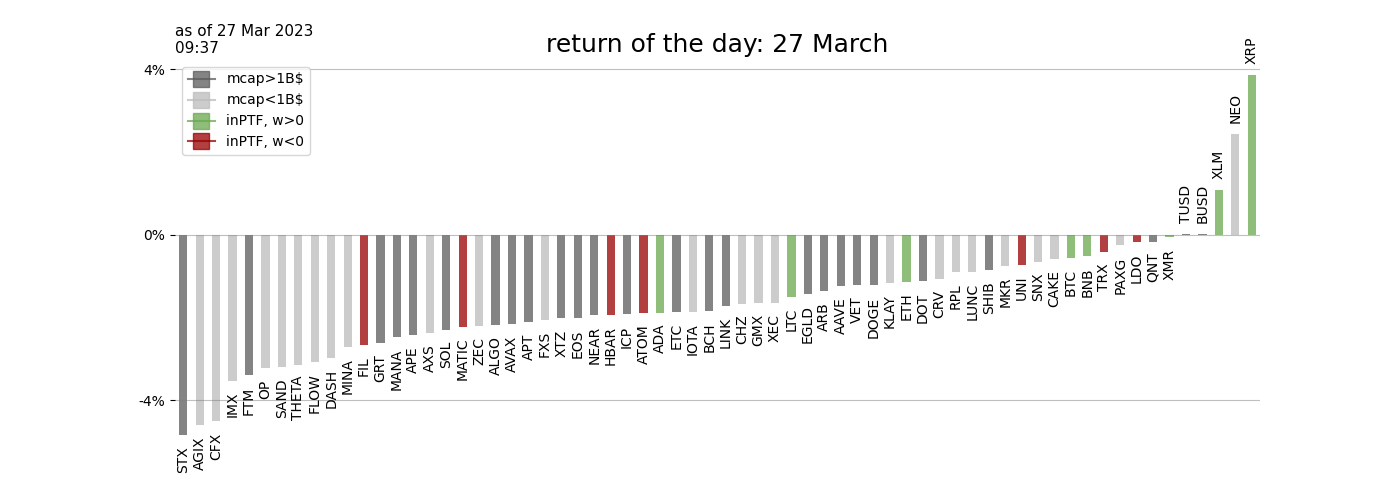 as of 27 Mar 2023
09:37
return of the day: 27 March
mcap>1B$
mcap<1B$
inPTF, w>0
inPTF, w<0
4%
0%
-4%
STX
AGIX
CFX
IMX
FTM
OP
SAND
THETA
FLOW
DASH
MINA
FIL
GRT
MANA
APE
AXS
SOL
MATIC
ZEC
ALGO
AVAX
APT
FXS
XTZ
EOS
NEAR
HBAR
ICP
ATOM
ADA
ETC
IOTA
BCH
LINK
CHZ
GMX
XEC
LTC
EGLD
ARB
AAVE
VET
DOGE
KLAY
ETH
DOT
CRV
RPL
LUNC
SHIB
MKR
UNI
SNX
CAKE
BTC
BNB
TRX
PAXG
LDO
QNT
XMR
TUSD
BUSD
XLM
NEO
XRP